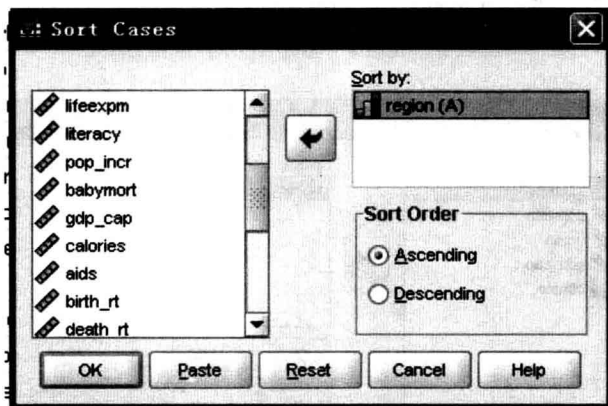 Sort Cases
lifeexpm
literacy
pop_incr
babymort
gdp_cap
calories
aids
birth_rt
death_rt
Sort by:
region (A)
Sort Order
Ascending
Descending
OK
Paste
Reset
Cancel
Help